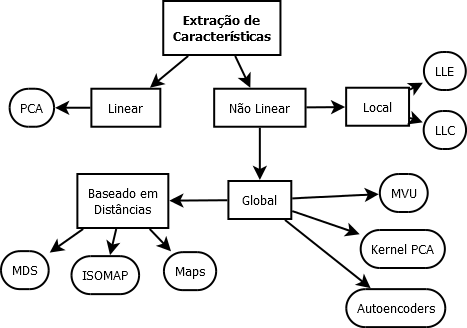 Extração de
Características
PCA
Linear
Não Linear
Local
LLE
LLC
Baseado em
Distâncias
Global
MVU
Kernel PCA
MDS
ISOMAP
Maps
Autoencoders